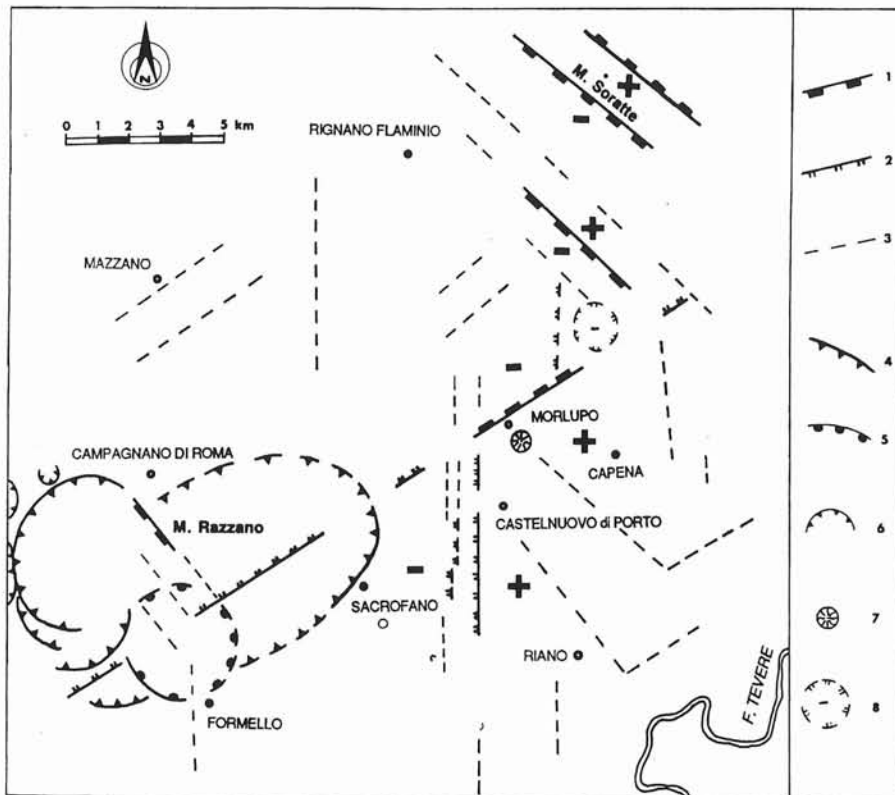 N
0 1 2 3 4 5 km
M. Soratte
RIGNANO FLAMINIO
MAZZANO
MORLUPO
CAMPAGNANO DI ROMA
CAPENA
M. Razzano
CASTELNUOVO di PORTO
SACROFANO
RIANO
FORMELLO
F. TEVERE
1
2
3
4
5
6
7
8